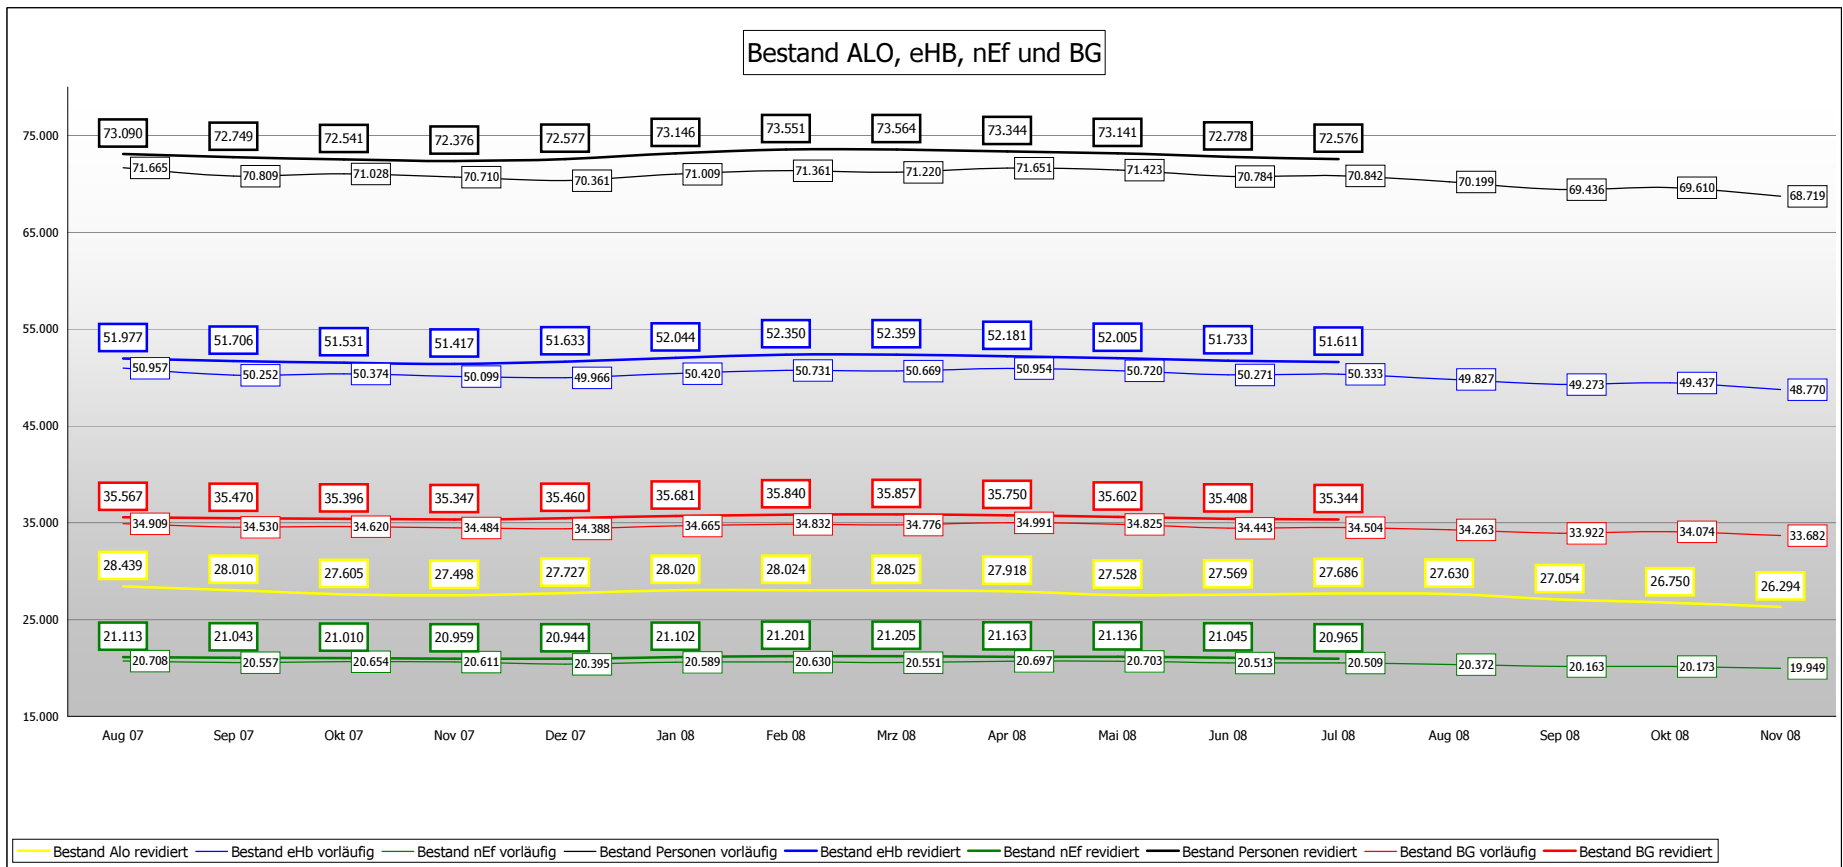 Bestand ALO, eHB, nEf und BG
75.000
65.000
55.000
45.000
35.000
25.000
15.000
73.090 72.749 72.541 72.376 72.577 73.146 73.551 73.564 73.344 73.141 72.778 72.576
71.665 70.809 71.028 70.710 70.361 71.009 71.361 71.220 71.651 71.423 70.784 70.842 70.199 69.436 69.610 68.719
51.977 51.706 51.531 51.417 51.633 52.044 52.350 52.359 52.181 52.005 51.733 51.611
50.957 50.252 50.374 50.099 49.966 50.420 50.731 50.669 50.954 50.720 50.271 50.333 49.827 49.273 49.437 48.770
35.567 35.470 35.396 35.347 35.460 35.681 35.840 35.857 35.750 35.602 35.408 35.344
34.909 34.530 34.620 34.484 34.388 34.665 34.832 34.776 34.991 34.825 34.443 34.504 34.263 33.922 34.074 33.682
28.439 28.010 27.605 27.498 27.727 28.020 28.024 28.025 27.918 27.528 27.569 27.686 27.630 27.054 26.750 26.294
21.113 21.043 21.010 20.959 20.944 21.102 21.201 21.205 21.163 21.136 21.045 20.965
20.708 20.557 20.654 20.611 20.395 20.589 20.630 20.551 20.697 20.703 20.513 20.509 20.372 20.163 20.173 19.949
Aug 07 Sep 07 Okt 07 Nov 07 Dez 07 Jan 08 Feb 08 Mrz 08 Apr 08 Mai 08 Jun 08 Jul 08 Aug 08 Sep 08 Okt 08 Nov 08
Bestand Alo revidiert Bestand eHb vorläufig Bestand nEf vorläufig Bestand Personen vorläufig Bestand eHb revidiert Bestand nEf revidiert Bestand Personen revidiert Bestand BG vorläufig Bestand BG revidiert